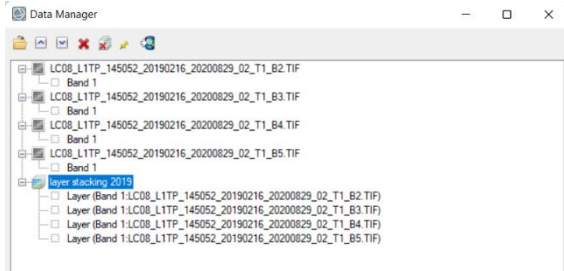 Data Manager
LC08_L1TP_145052_20190216_20200829_02_T1_B2.TIF
Band 1
LC08_L1TP_145052_20190216_20200829_02_T1_B3.TIF
Band 1
LC08_L1TP_145052_20190216_20200829_02_T1_B4.TIF
Band 1
LC08_L1TP_145052_20190216_20200829_02_T1_B5.TIF
Band 1
layer stacking 2019
Layer (Band 1:LC08_L1TP_145052_20190216_20200829_02_T1_B2.TIF)
Layer (Band 1:LC08_L1TP_145052_20190216_20200829_02_T1_B3.TIF)
Layer (Band 1:LC08_L1TP_145052_20190216_20200829_02_T1_B4.TIF)
Layer (Band 1:LC08_L1TP_145052_20190216_20200829_02_T1_B5.TIF)